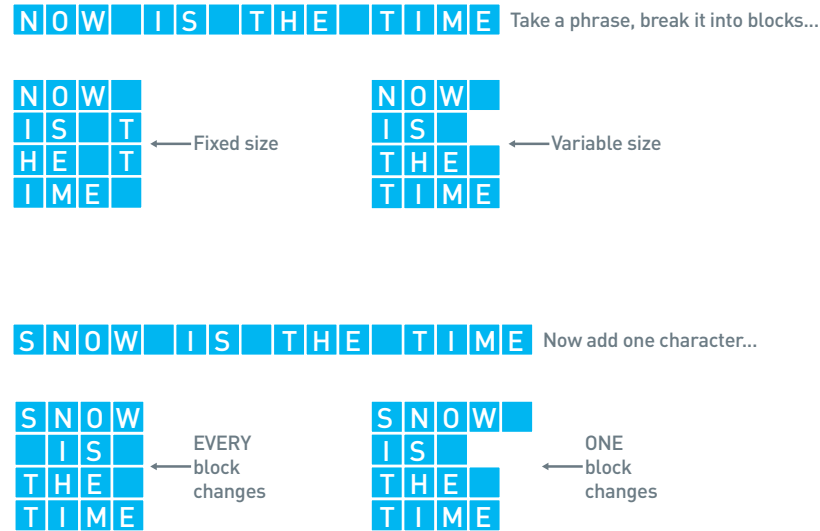 NOW IS THE TIME Take a phrase, break it into blocks...
NOW
IS T
HE T
IME
Fixed size
NOW
IS
THE
TIME
Variable size
SNOW IS THE TIME Now add one character...
SNOW
IS
THE
TIME
EVERY
block
changes
SNOW
IS
THE
TIME
ONE
block
changes